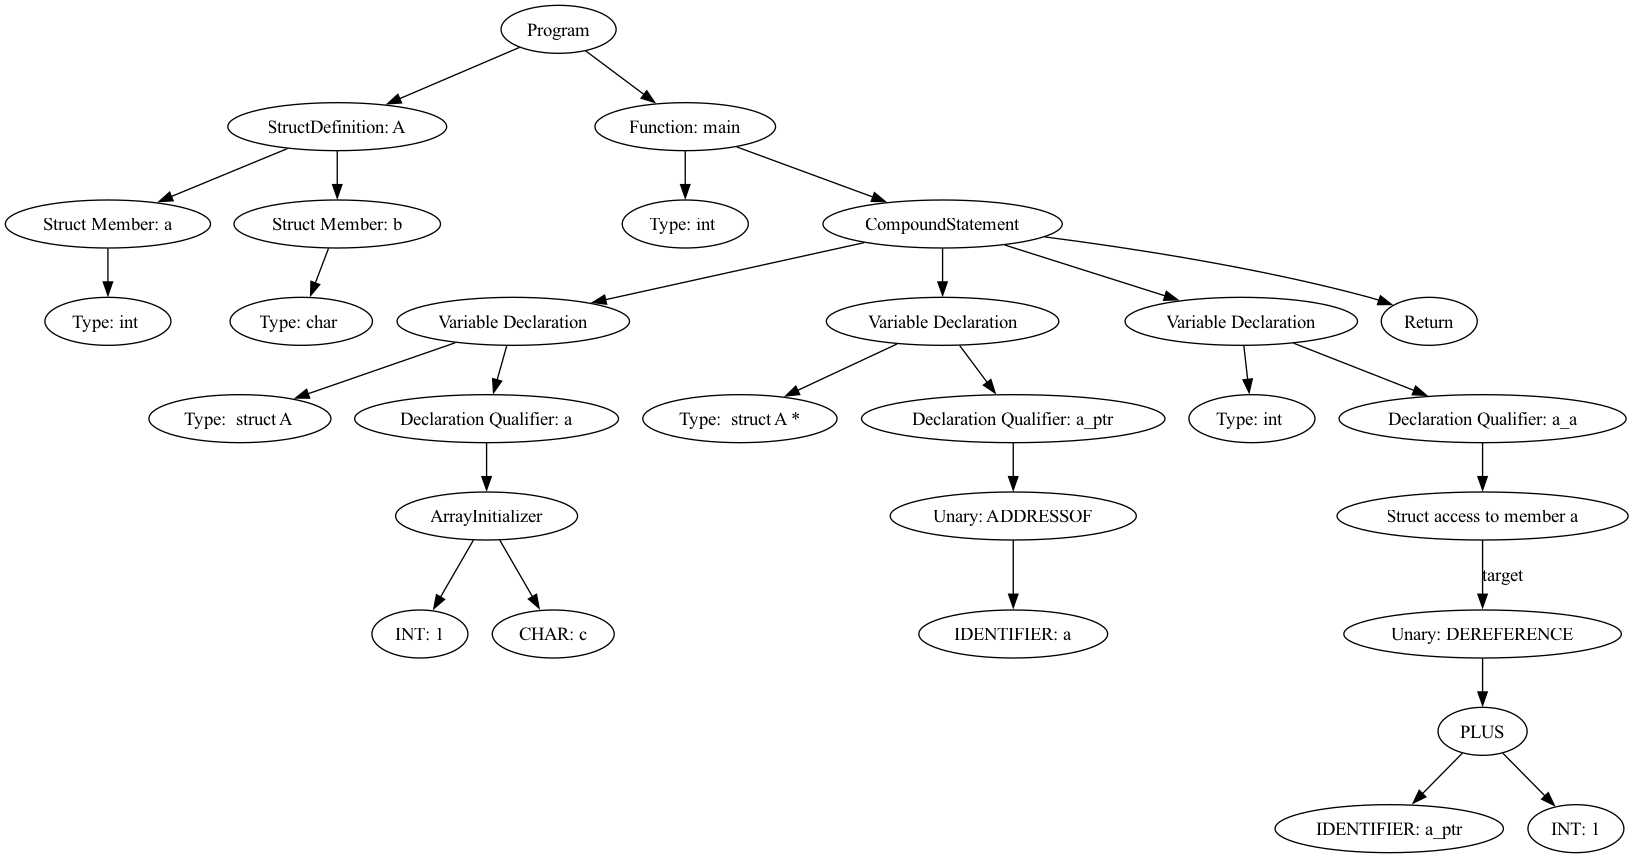 Program
StructDefinition: A
Function: main
Struct Member: a
Struct Member: b
Type: int
CompoundStatement
Type: int
Type: char
Variable Declaration
Variable Declaration
Variable Declaration
Return
Type:  struct A
Declaration Qualifier: a
Type:  struct A *
Declaration Qualifier: a_ptr
Type: int
Declaration Qualifier: a_a
ArrayInitializer
Unary: ADDRESSOF
Struct access to member a
target
INT: 1
CHAR: c
IDENTIFIER: a
Unary: DEREFERENCE
PLUS
IDENTIFIER: a_ptr
INT: 1